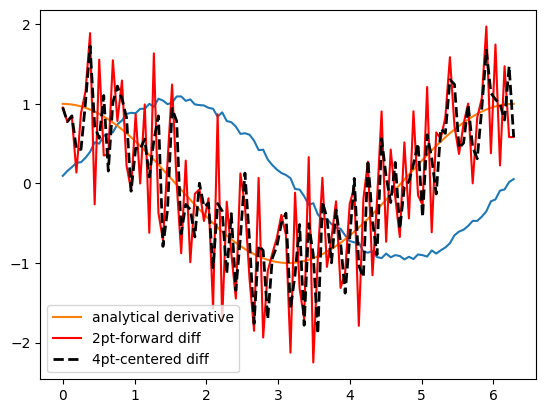 2
1
0
−1
−2
analytical derivative
2pt-forward diff
4pt-centered diff
0 1 2 3 4 5 6